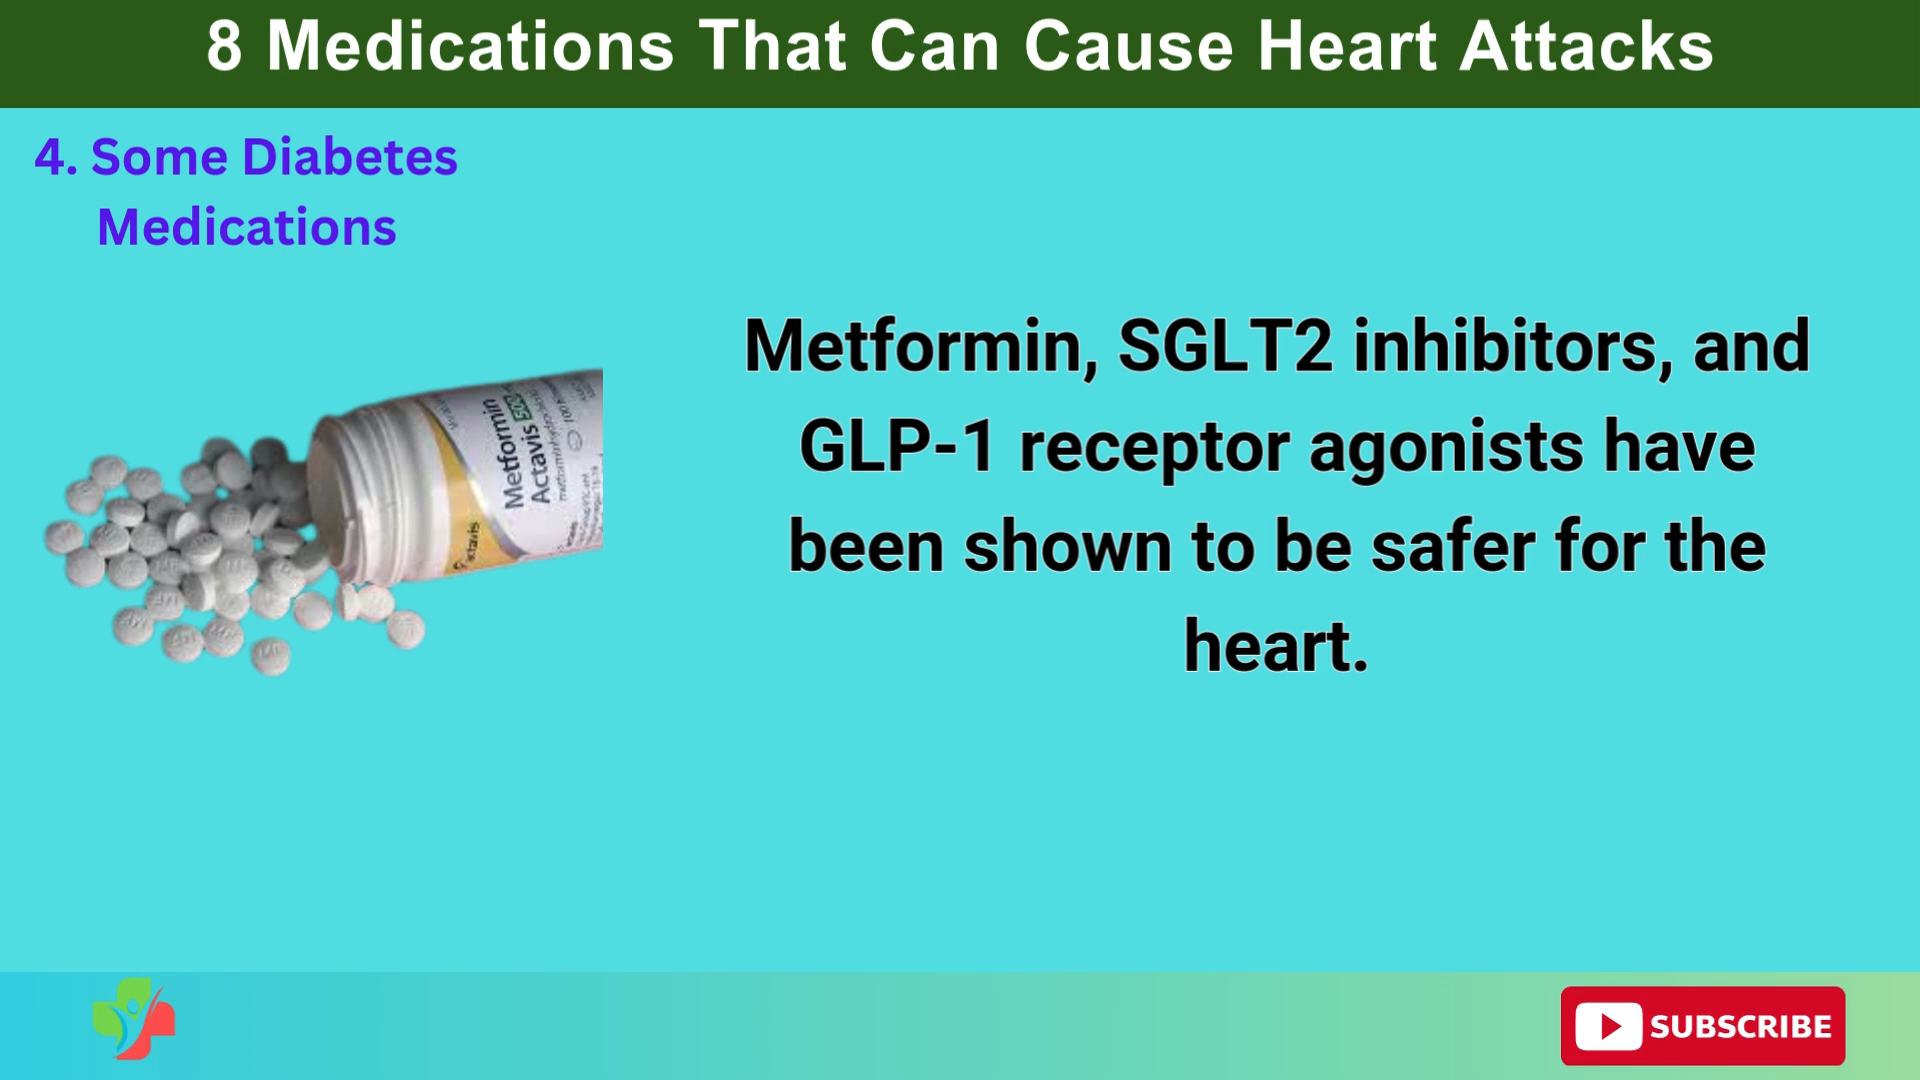 8 Medications That Can Cause Heart Attacks
4. Some Diabetes
Medications
Metformin, SGLT2 inhibitors, and
GLP-1 receptor agonists have
been shown to be safer for the
heart.
Metformin
Actavis
actavis
SUBSCRIBE